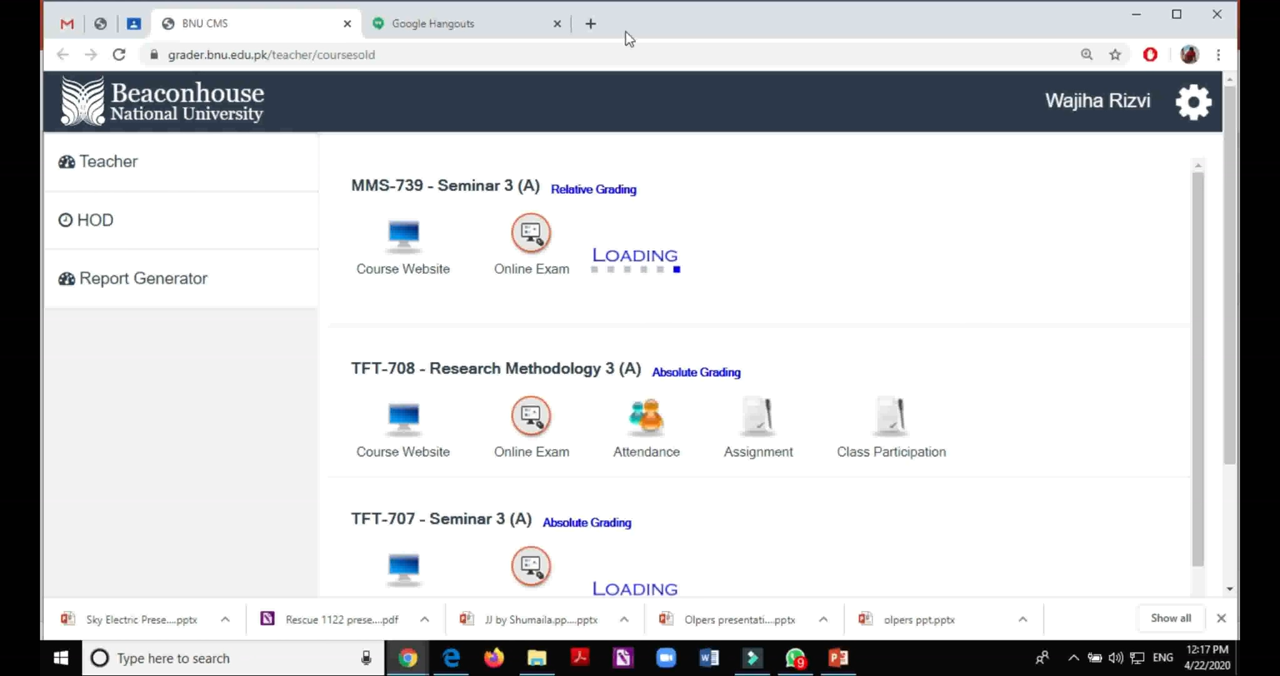 BNU CMS
Google Hangouts
grader.bnu.edu.pk/teacher/coursesold
Beaconhouse
National University
Wajiha Rizvi
Teacher
HOD
Report Generator
MMS-739 - Seminar 3 (A) Relative Grading
Course Website
Online Exam
LOADING
TFT-708 - Research Methodology 3 (A) Absolute Grading
Course Website
Online Exam
Attendance
Assignment
Class Participation
TFT-707 - Seminar 3 (A) Absolute Grading
LOADING
Sky Electric Prese....pptx
Rescue 1122 prese....pdf
JJ by Shumaila.pp....pptx
Olpers presentati....pptx
olpers ppt.pptx
Show all
Type here to search
9
ENG
12:17 PM
4/22/2020